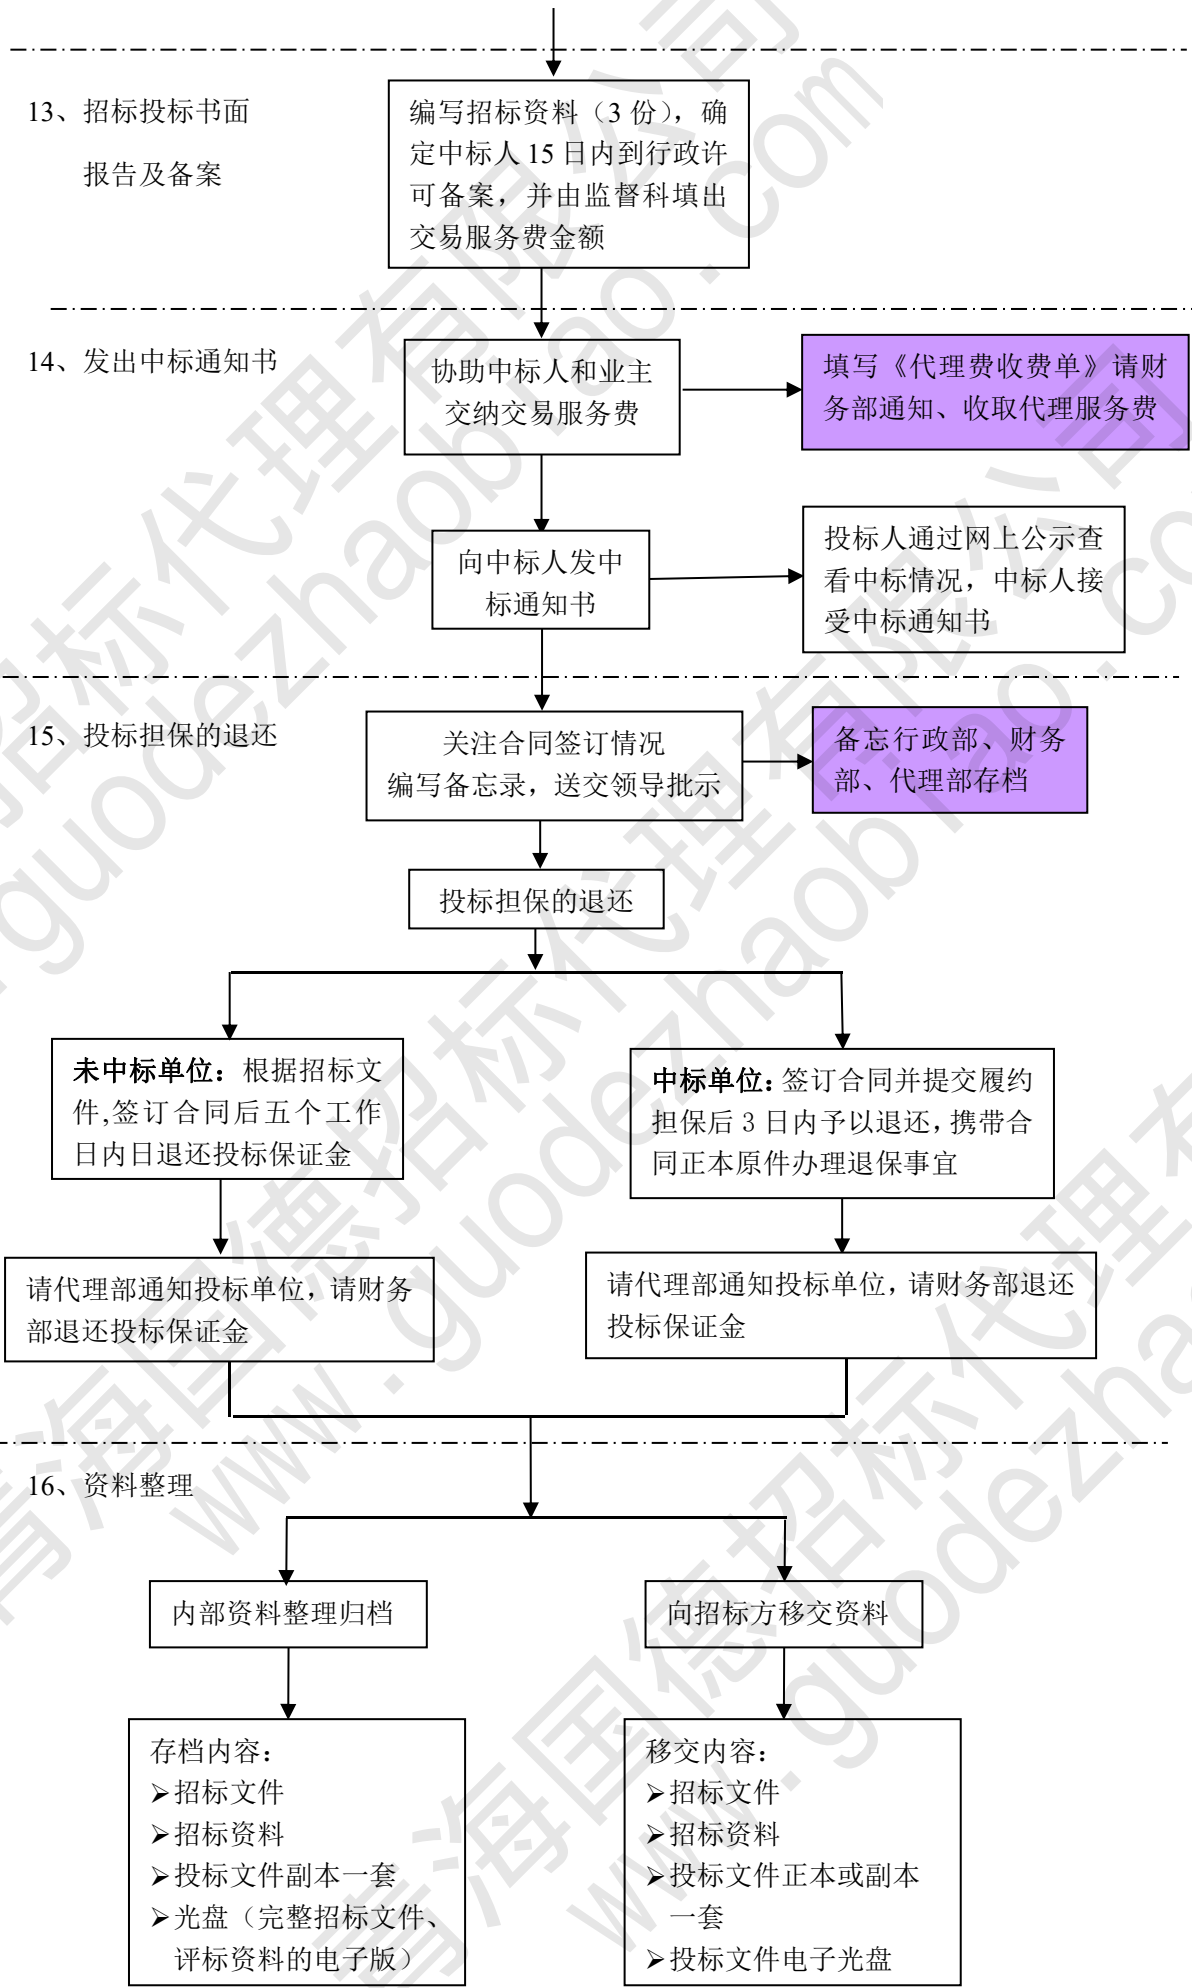 13、招标投标书面
报告及备案
编写招标资料（3 份），确
定中标人 15 日内到行政许
可备案，并由监督科填出
交易服务费金额
14、发出中标通知书
协助中标人和业主
交纳交易服务费
填写《代理费收费单》请财
务部通知、收取代理服务费
向中标人发中
标通知书
投标人通过网上公示查
看中标情况，中标人接
受中标通知书
15、投标担保的退还
关注合同签订情况
编写备忘录，送交领导批示
备忘行政部、财务
部、代理部存档
投标担保的退还
未中标单位：根据招标文
件,签订合同后五个工作
日内日退还投标保证金
中标单位：签订合同并提交履约
担保后 3 日内予以退还，携带合
同正本原件办理退保事宜
请代理部通知投标单位，请财务
部退还投标保证金
请代理部通知投标单位，请财务部退还
投标保证金
16、资料整理
内部资料整理归档
向招标方移交资料
存档内容：
➢招标文件
➢招标资料
➢投标文件副本一套
➢光盘（完整招标文件、
评标资料的电子版）
移交内容：
➢招标文件
➢招标资料
➢投标文件正本或副本
一套
➢投标文件电子光盘
青海国德招标代理有限公司
www.guodezhaobiao.com